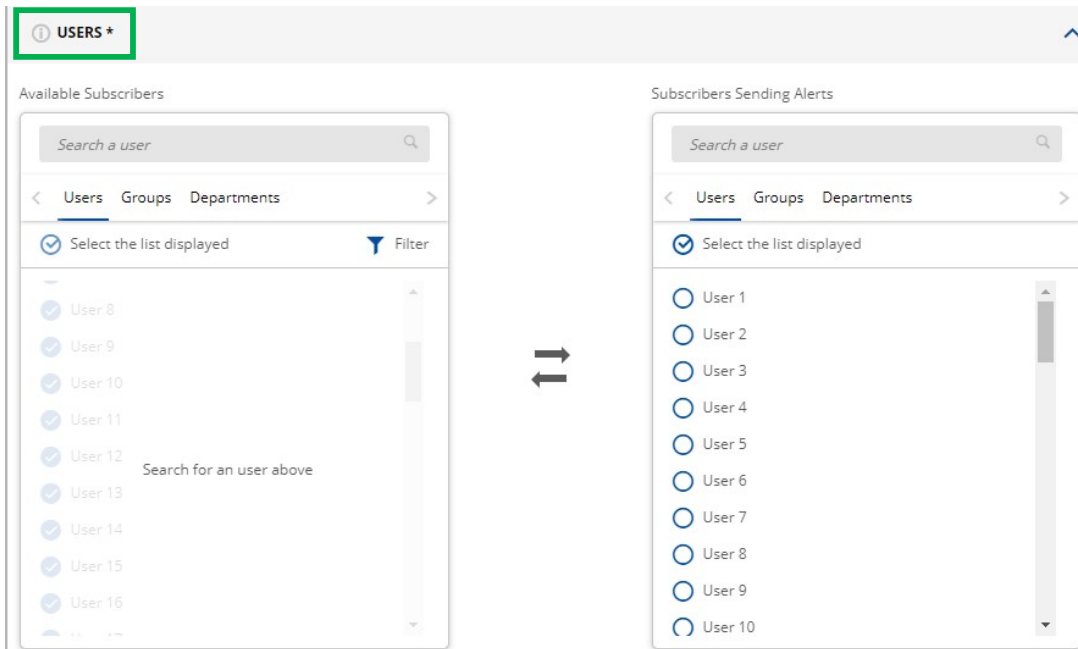 USERS *
Available Subscribers
Search a user
Users Groups Departments
Select the list displayed Filter
User 8
User 9
User 10
User 11
User 12
Search for an user above
User 13
User 14
User 15
User 16
Subscribers Sending Alerts
Search a user
Users Groups Departments
Select the list displayed
User 1
User 2
User 3
User 4
User 5
User 6
User 7
User 8
User 9
User 10